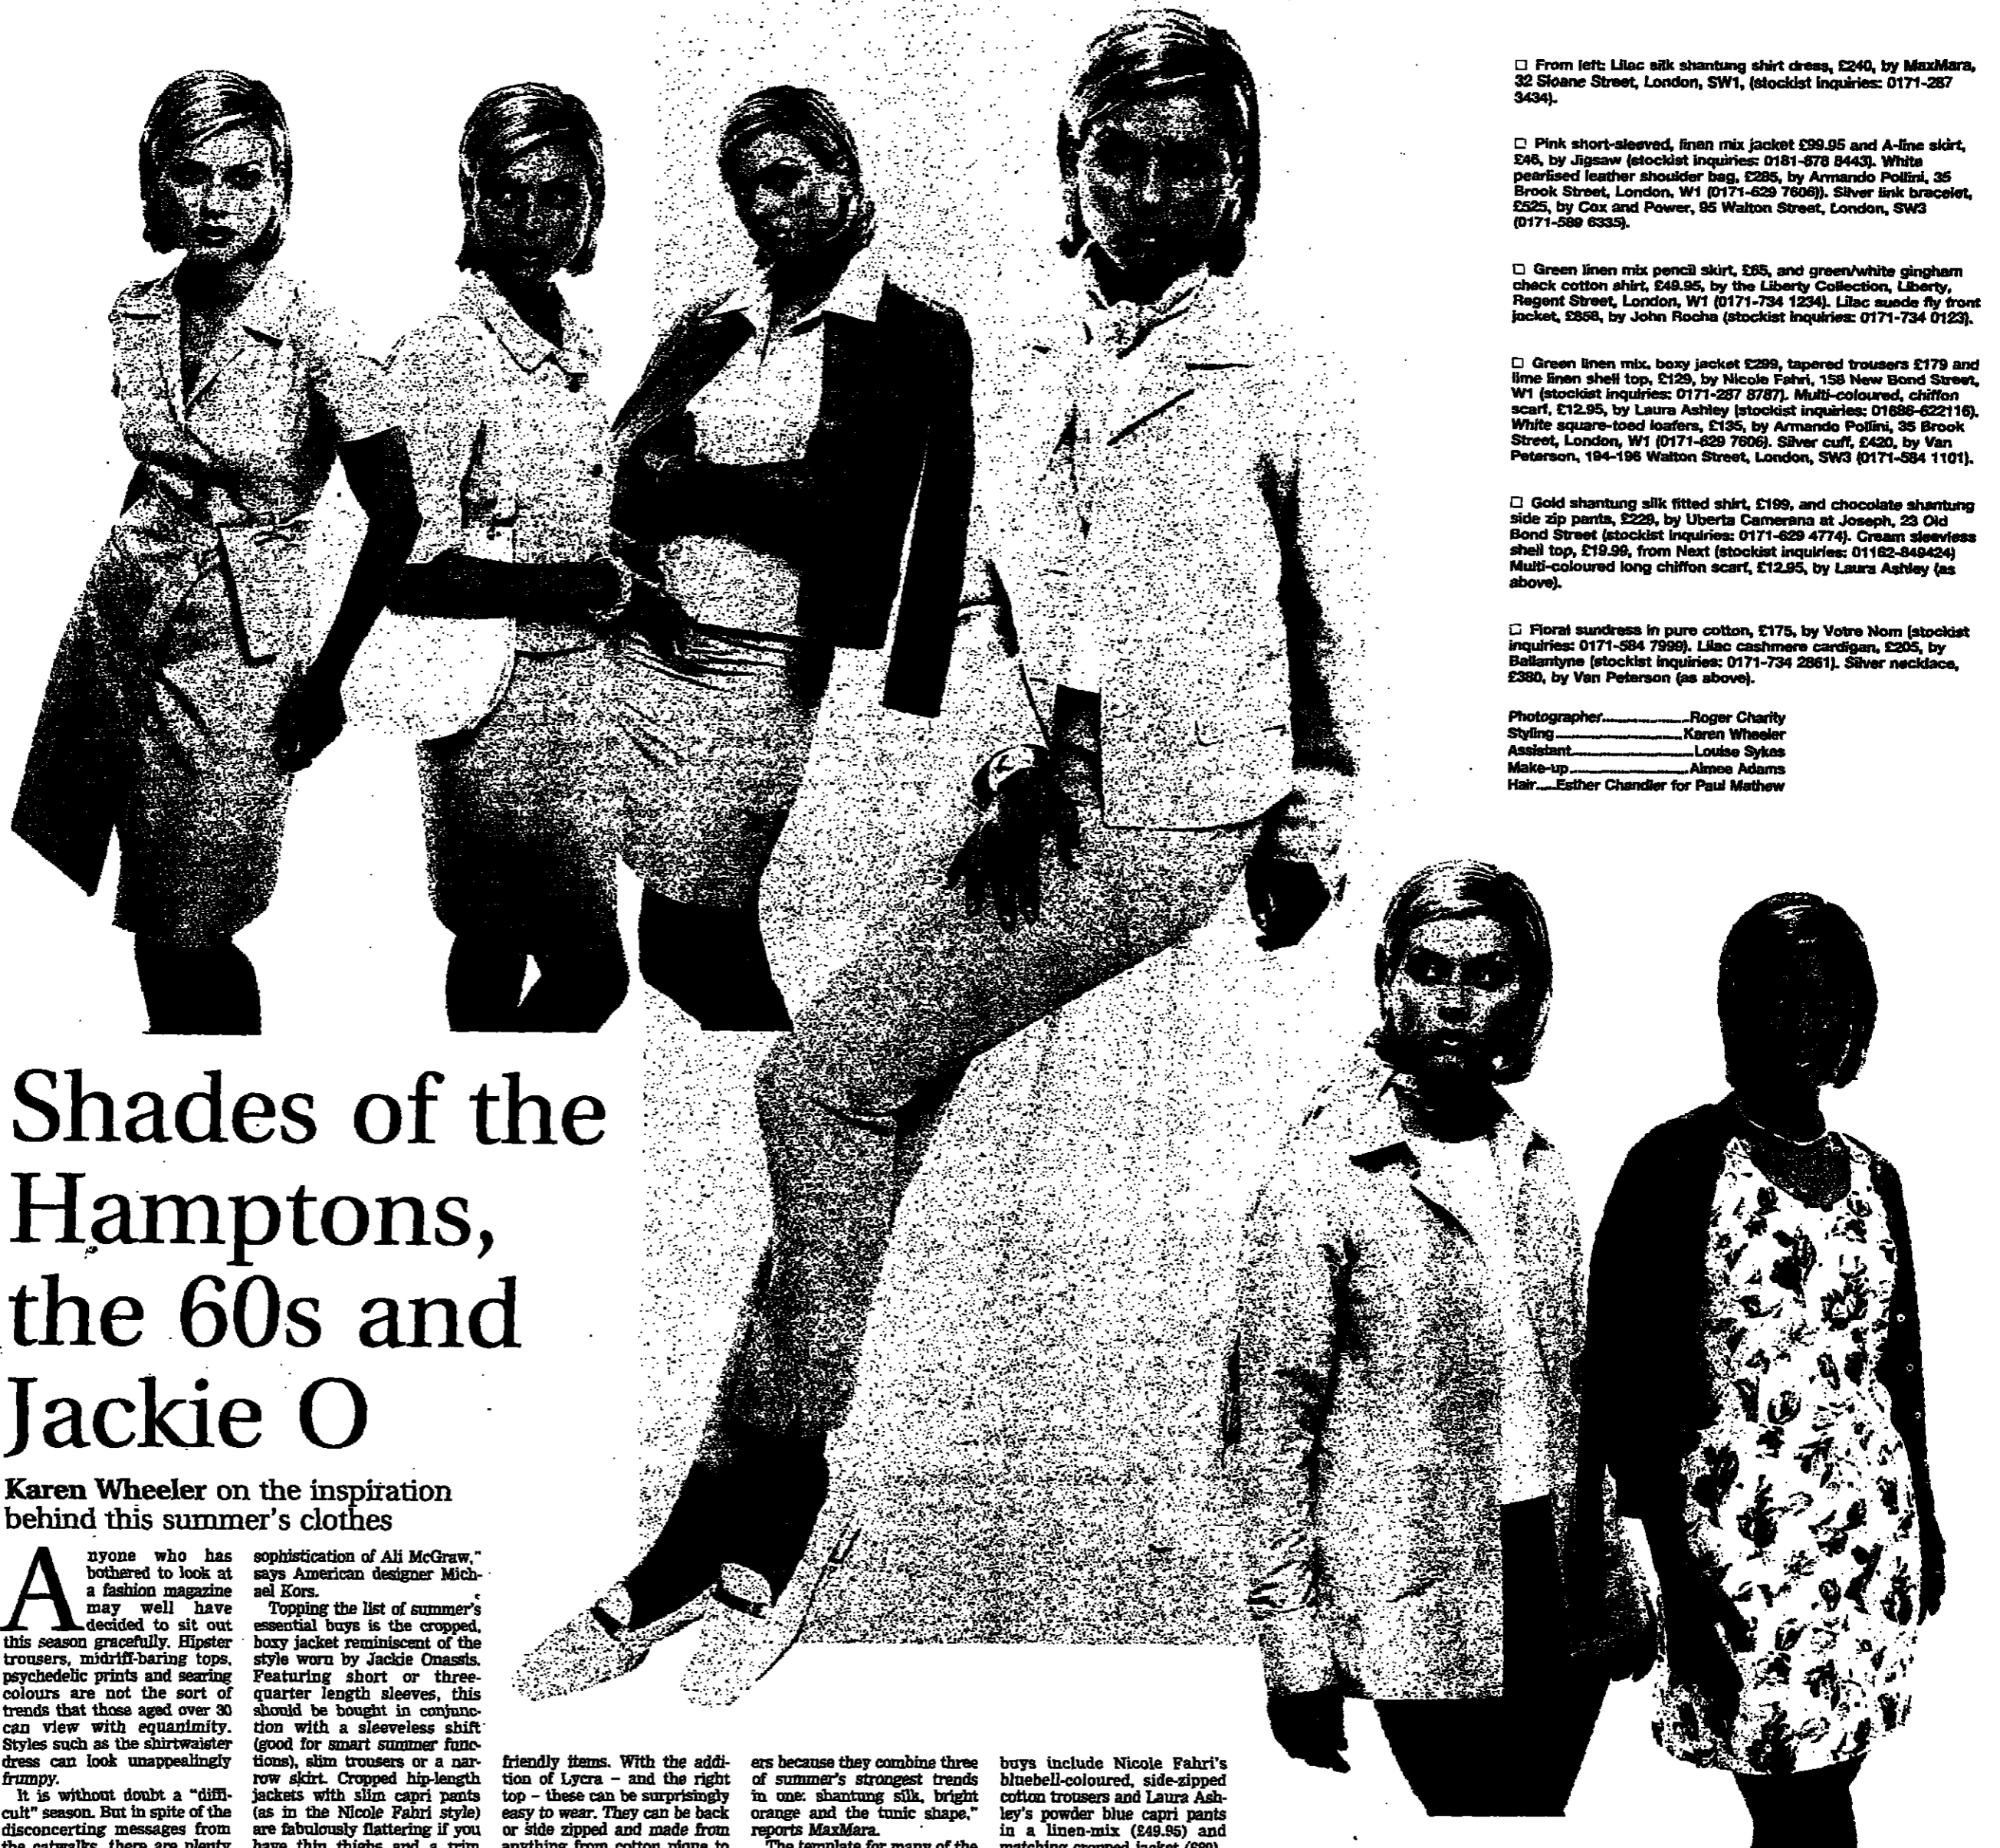 □ From left: Lilac silk shantung shirt dress, £240, by MaxMara,
32 Sloane Street, London, SW1, (stockist inquiries: 0171-287
3434).
□ Pink short-sleeved, linen mix jacket £99.95 and A-line skirt,
£46, by Jigsaw (stockist inquiries: 0181-878 8443). White
pearlised leather shoulder bag, £285, by Armando Pollini, 35
Brook Street, London, W1 (0171-629 7606)). Silver link bracelet,
£525, by Cox and Power, 95 Walton Street, London, SW3
(0171-589 6335).
□ Green linen mix pencil skirt, £65, and green/white gingham
check cotton shirt, £49.95, by the Liberty Collection, Liberty,
Regent Street, London, W1 (0171-734 1234). Lilac suede fly front
jacket, £658, by John Rocha (stockist inquiries: 0171-734 0123).
□ Green linen mix, boxy jacket £299, tapered trousers £179 and
lime linen shell top, £129, by Nicole Fahri, 158 New Bond Street,
W1 (stockist inquiries: 0171-287 8787). Multi-coloured, chiffon
scarf, £12.95, by Laura Ashley (stockist inquiries: 01686-622116).
White square-toed loafers, £135, by Armando Pollini, 35 Brook
Street, London, W1 (0171-629 7606). Silver cuff, £420, by Van
Peterson, 194-196 Walton Street, London, SW3 (0171-584 1101).
□ Gold shantung silk fitted shirt, £199, and chocolate shantung
side zip pants, £229, by Uberta Camerana at Joseph, 23 Old
Bond Street (stockist inquiries: 0171-629 4774). Cream sleeveless
shell top, £19.99, from Next (stockist inquiries: 01162-849424)
Multi-coloured long chiffon scarf, £12.95, by Laura Ashley (as
above).
□ Floral sundress in pure cotton, £175, by Votre Nom (stockist
inquiries: 0171-584 7999). Lilac cashmere cardigan, £205, by
Ballantyne (stockist inquiries: 0171-734 2861). Silver necklace,
£380, by Van Peterson (as above).
Photographer....................Roger Charity
Styling.............................Karen Wheeler
Assistant............................Louise Sykes
Make-up...........................Aimee Adams
Hair.....Esther Chandler for Paul Mathew
Shades of the
Hamptons,
the 60s and
Jackie O
Karen Wheeler on the inspiration
behind this summer's clothes
Anyone who has
bothered to look at
a fashion magazine
may well have
decided to sit out
this season gracefully. Hipster
trousers, midriff-baring tops,
psychedelic prints and searing
colours are not the sort of
trends that those aged over 30
can view with equanimity.
Styles such as the shirtwaister
dress can look unappealingly
frumpy.
It is without doubt a "diffi-
cult" season. But in spite of the
disconcerting messages from
the catwalks, there are plenty
sophistication of Ali McGraw,"
says American designer Mich-
ael Kors.
Topping the list of summer's
essential buys is the cropped,
boxy jacket reminiscent of the
style worn by Jackie Onassis.
Featuring short or three-
quarter length sleeves, this
should be bought in conjunc-
tion with a sleeveless shift
(good for smart summer func-
tions), slim trousers or a nar-
row skirt. Cropped hip-length
jackets with slim capri pants
(as in the Nicole Fahri style)
are fabulously flattering if you
have thin thighs and a trim
friendly items. With the addi-
tion of Lycra – and the right
top – these can be surprisingly
easy to wear. They can be back
or side zipped and made from
anything from cotton pique to
ers because they combine three
of summer's strongest trends
in one: shantung silk, bright
orange and the tunic shape,"
reports MaxMara.
The template for many of the
buys include Nicole Fahri's
bluebell-coloured, side-zipped
cotton trousers and Laura Ash-
ley's powder blue capri pants
in a linen-mix (£49.95) and
matching cropped jacket (£89).